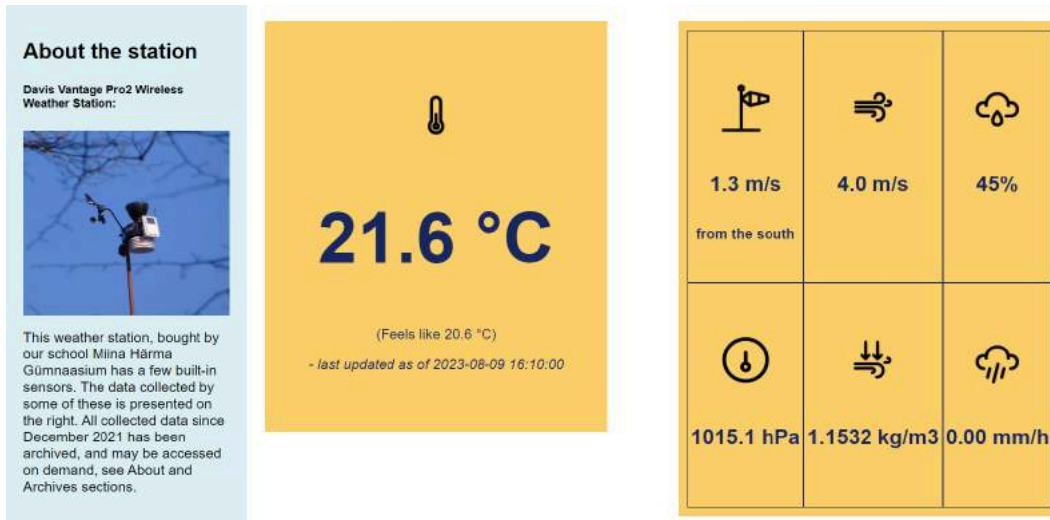 About the station
Davis Vantage Pro2 Wireless
Weather Station:
This weather station, bought by
our school Miina Härma
Gümnaasium has a few built-in
sensors. The data collected by
some of these is presented on
the right. All collected data since
December 2021 has been
archived, and may be accessed
on demand, see About and
Archives sections.
21.6 °C
(Feels like 20.6 °C)
- last updated as of 2023-08-09 16:10:00
1.3 m/s
from the south
4.0 m/s
45%
1015.1 hPa
1.1532 kg/m3
0.00 mm/h